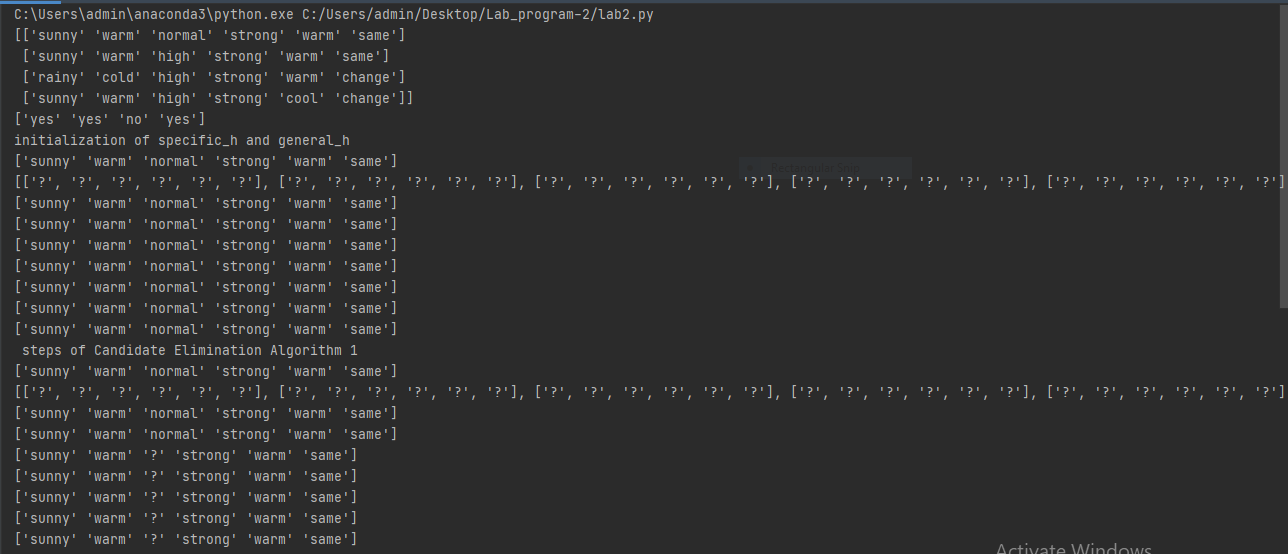 C:\Users\admin\anaconda3\python.exe C:/Users/admin/Desktop/Lab_program-2/lab2.py
[['sunny' 'warm' 'normal' 'strong' 'warm' 'same']
 ['sunny' 'warm' 'high' 'strong' 'warm' 'same']
 ['rainy' 'cold' 'high' 'strong' 'warm' 'change']
 ['sunny' 'warm' 'high' 'strong' 'cool' 'change']]
['yes' 'yes' 'no' 'yes']
initialization of specific_h and general_h
['sunny' 'warm' 'normal' 'strong' 'warm' 'same']
[['?', '?', '?', '?', '?', '?'], ['?', '?', '?', '?', '?', '?'], ['?', '?', '?', '?', '?', '?'], ['?', '?', '?', '?', '?', '?'], ['?', '?', '?', '?', '?', '?']
['sunny' 'warm' 'normal' 'strong' 'warm' 'same']
['sunny' 'warm' 'normal' 'strong' 'warm' 'same']
['sunny' 'warm' 'normal' 'strong' 'warm' 'same']
['sunny' 'warm' 'normal' 'strong' 'warm' 'same']
['sunny' 'warm' 'normal' 'strong' 'warm' 'same']
['sunny' 'warm' 'normal' 'strong' 'warm' 'same']
['sunny' 'warm' 'normal' 'strong' 'warm' 'same']
 steps of Candidate Elimination Algorithm 1
['sunny' 'warm' 'normal' 'strong' 'warm' 'same']
[['?', '?', '?', '?', '?', '?'], ['?', '?', '?', '?', '?', '?'], ['?', '?', '?', '?', '?', '?'], ['?', '?', '?', '?', '?', '?'], ['?', '?', '?', '?', '?', '?']
['sunny' 'warm' 'normal' 'strong' 'warm' 'same']
['sunny' 'warm' 'normal' 'strong' 'warm' 'same']
['sunny' 'warm' '?' 'strong' 'warm' 'same']
['sunny' 'warm' '?' 'strong' 'warm' 'same']
['sunny' 'warm' '?' 'strong' 'warm' 'same']
['sunny' 'warm' '?' 'strong' 'warm' 'same']
['sunny' 'warm' '?' 'strong' 'warm' 'same']
Activate Windows